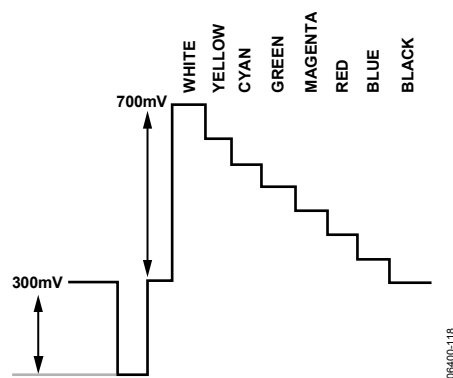 WHITE
YELLOW
CYAN
GREEN
MAGENTA
RED
BLUE
BLACK
700mV
300mV
06400-118